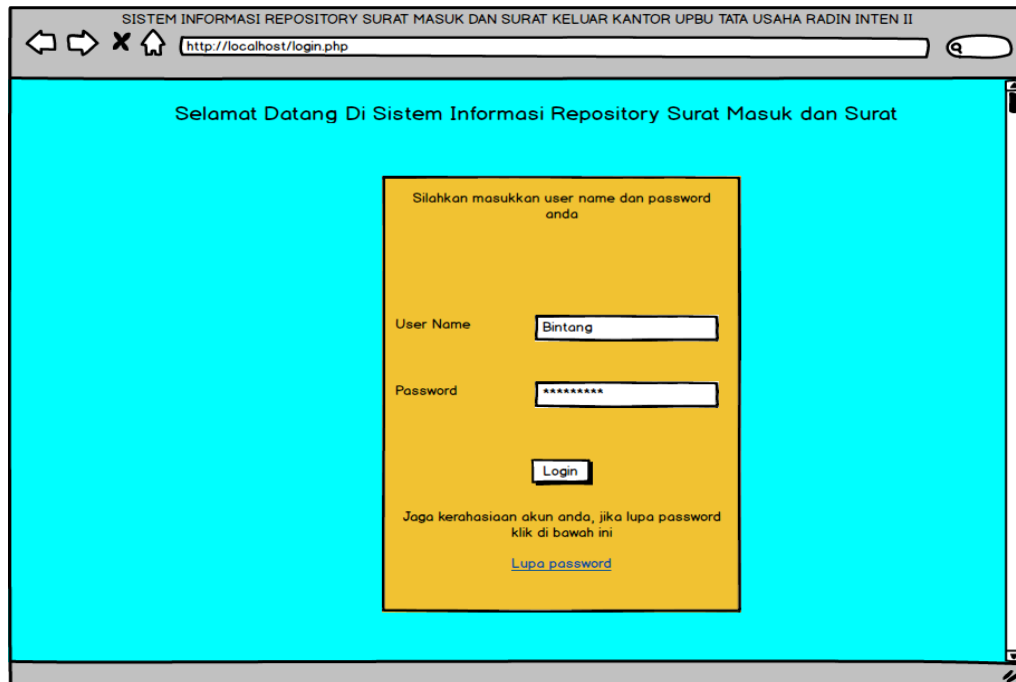 SISTEM INFORMASI REPOSITORY SURAT MASUK DAN SURAT KELUAR KANTOR UPBU TATA USAHA RADIN INTEN II
http://localhost/login.php
Selamat Datang Di Sistem Informasi Repository Surat Masuk dan Surat
Silahkan masukkan user name dan password
anda
User Name
Bintang
Password
*********
Login
Jaga kerahasiaan akun anda, jika lupa password
klik di bawah ini
Lupa password